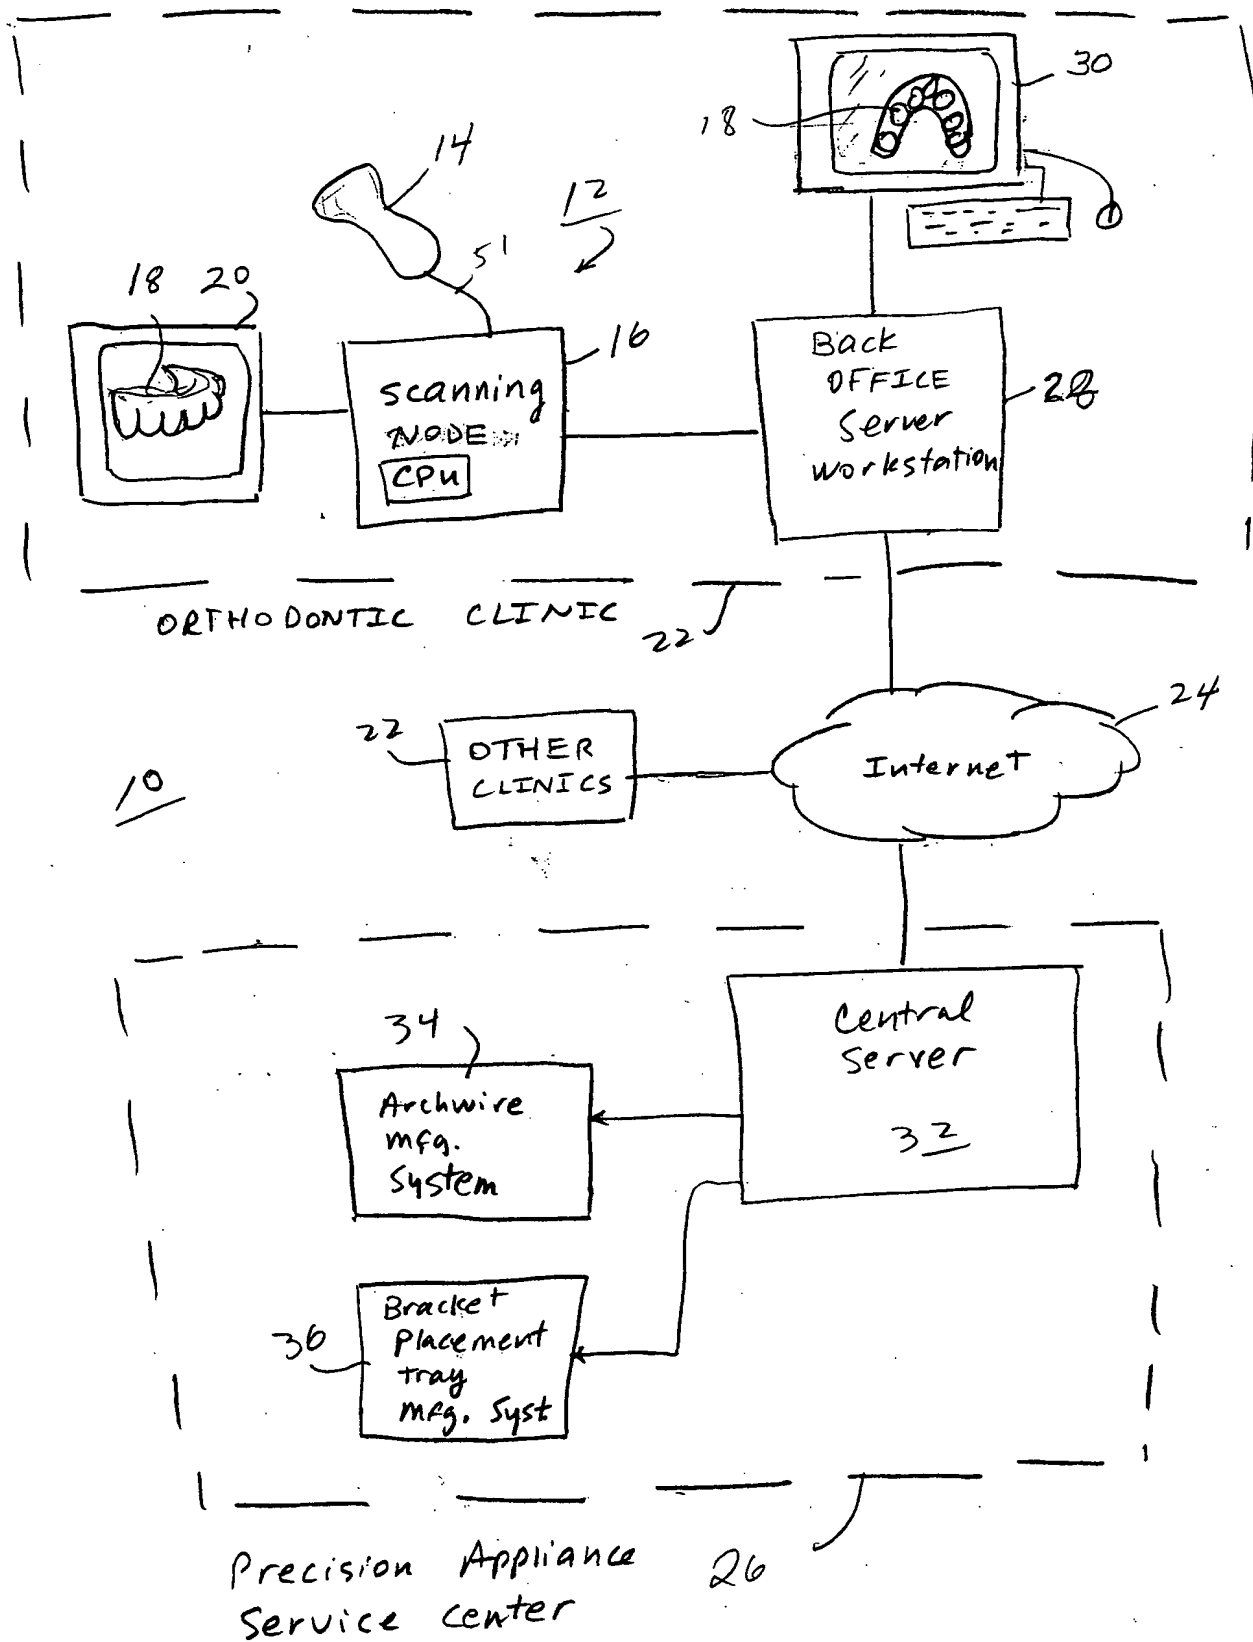 30
18
14
12
51
18
20
16
Scanning
NODE
CPU
Back
OFFICE
Server
Workstation
28
ORTHODONTIC CLINIC
22
24
22
OTHER
CLINICS
Internet
10
34
Central
Server
32
Archwire
mfg.
System
36
Bracket
Placement
tray
mfg. Syst
Precision Appliance
Service center
26